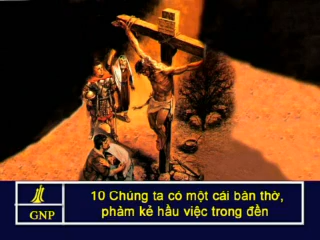 10 Chúng ta có một cái bàn thờ,
phàm kẻ hầu việc trong đền
GNP